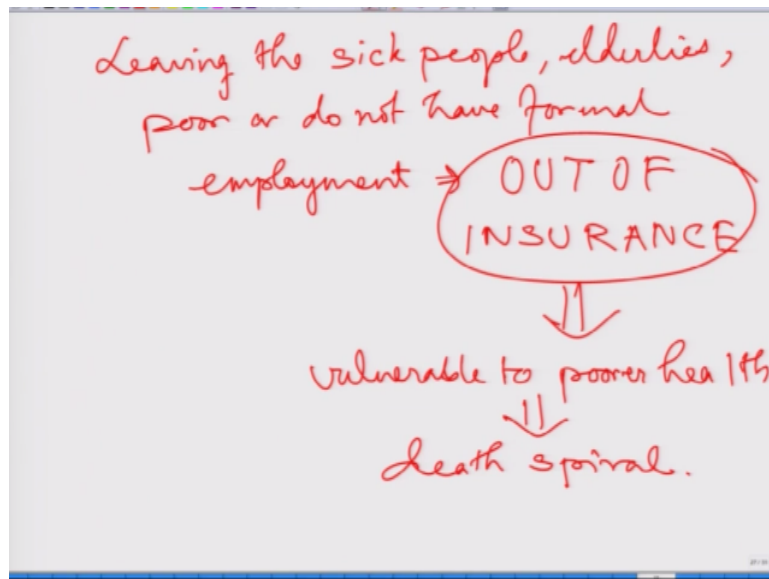 Leaving the sick people, elderlies,
poor or do not have formal
employment ⇒ OUT OF
INSURANCE
vulnerable to poorer health
death spiral.